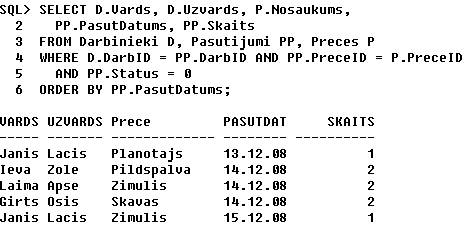 SQL> SELECT D.Vards, D.Uzvards, P.Nosaukums,
  2     PP.PasutDatums, PP.Skaits
  3  FROM Darbinieki D, Pasutijumi PP, Preces P
  4  WHERE D.DarbID = PP.DarbID AND PP.PreceID = P.PreceID
  5     AND PP.Status = 0
  6  ORDER BY PP.PasutDatums;
VARDS UZVARDS Prece        PASUTDAT    SKAITS
----- ------- ------------- -------- ---------
Janis Lacis   Planotajs    13.12.08         1
Ieva  Zole    Pildspalva   14.12.08         2
Laima Apse    Zimulis      14.12.08         2
Girts Osis    Skavas       14.12.08         2
Janis Lacis   Zimulis      15.12.08         1